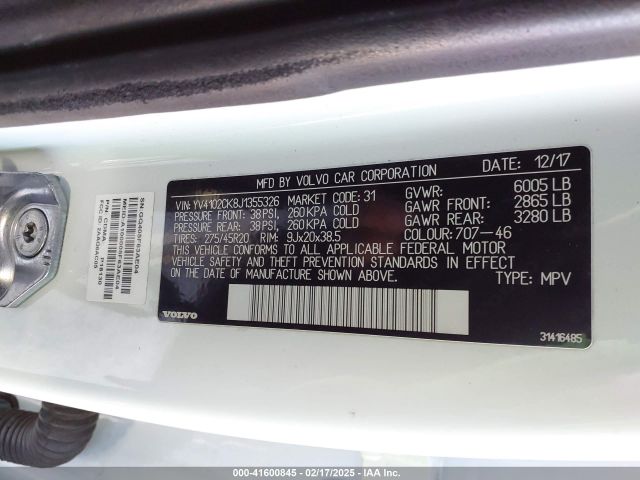 MFD BY VOLVO CAR CORPORATION DATE: 12/17
VIN: YV4102CK8J1355326 MARKET CODE: 31 GVWR: 6005 LB
PRESSURE FRONT: 38 PSI, 260 KPA COLD GAWR FRONT: 2865 LB
PRESSURE REAR: 38 PSI, 260 KPA COLD GAWR REAR: 3280 LB
TIRES: 275/45R20 RIM: 9Jx20x38.5 COLOUR: 707-46
THIS VEHICLE CONFORMS TO ALL APPLICABLE FEDERAL MOTOR
VEHICLE SAFETY AND THEFT PREVENTION STANDARDS IN EFFECT
ON THE DATE OF MANUFACTURE SHOWN ABOVE.
TYPE: MPV
VOLVO 31416485
P/N: CDMA P18130
000-41600845 - 02/17/2025 - IAAI.COM